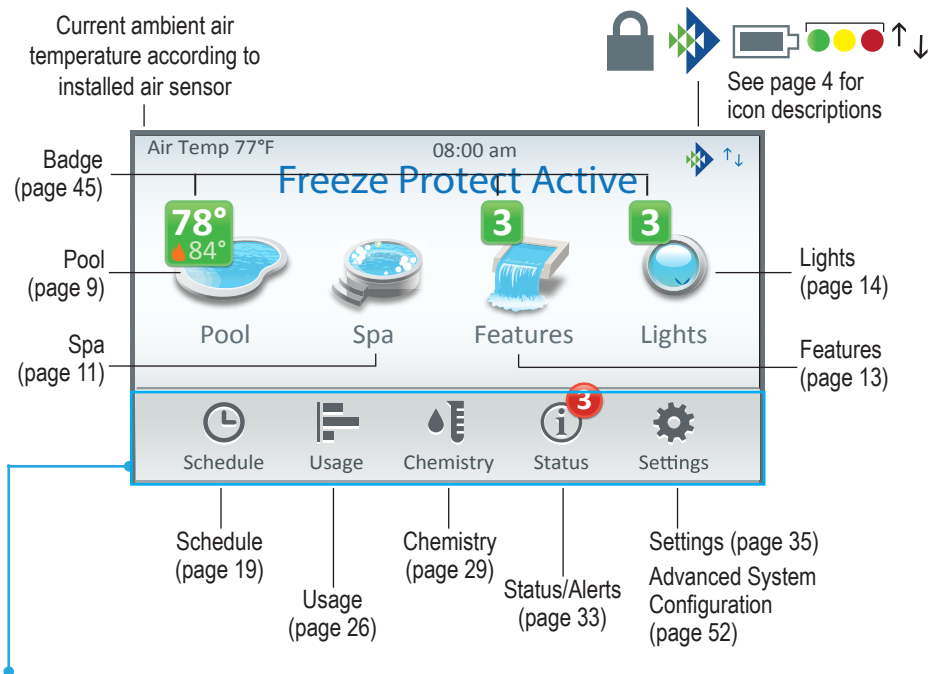 Current ambient air
temperature according to
installed air sensor
See page 4 for
icon descriptions
Air Temp 77°F
08:00 am
Freeze Protect Active
Badge
(page 45)
78°
84°
3
3
Pool
(page 9)
Lights
(page 14)
Pool
Spa
Features
Lights
Spa
(page 11)
Features
(page 13)
3
Schedule
Usage
Chemistry
Status
Settings
Schedule
(page 19)
Usage
(page 26)
Chemistry
(page 29)
Status/Alerts
(page 33)
Settings (page 35)
Advanced System
Configuration
(page 52)